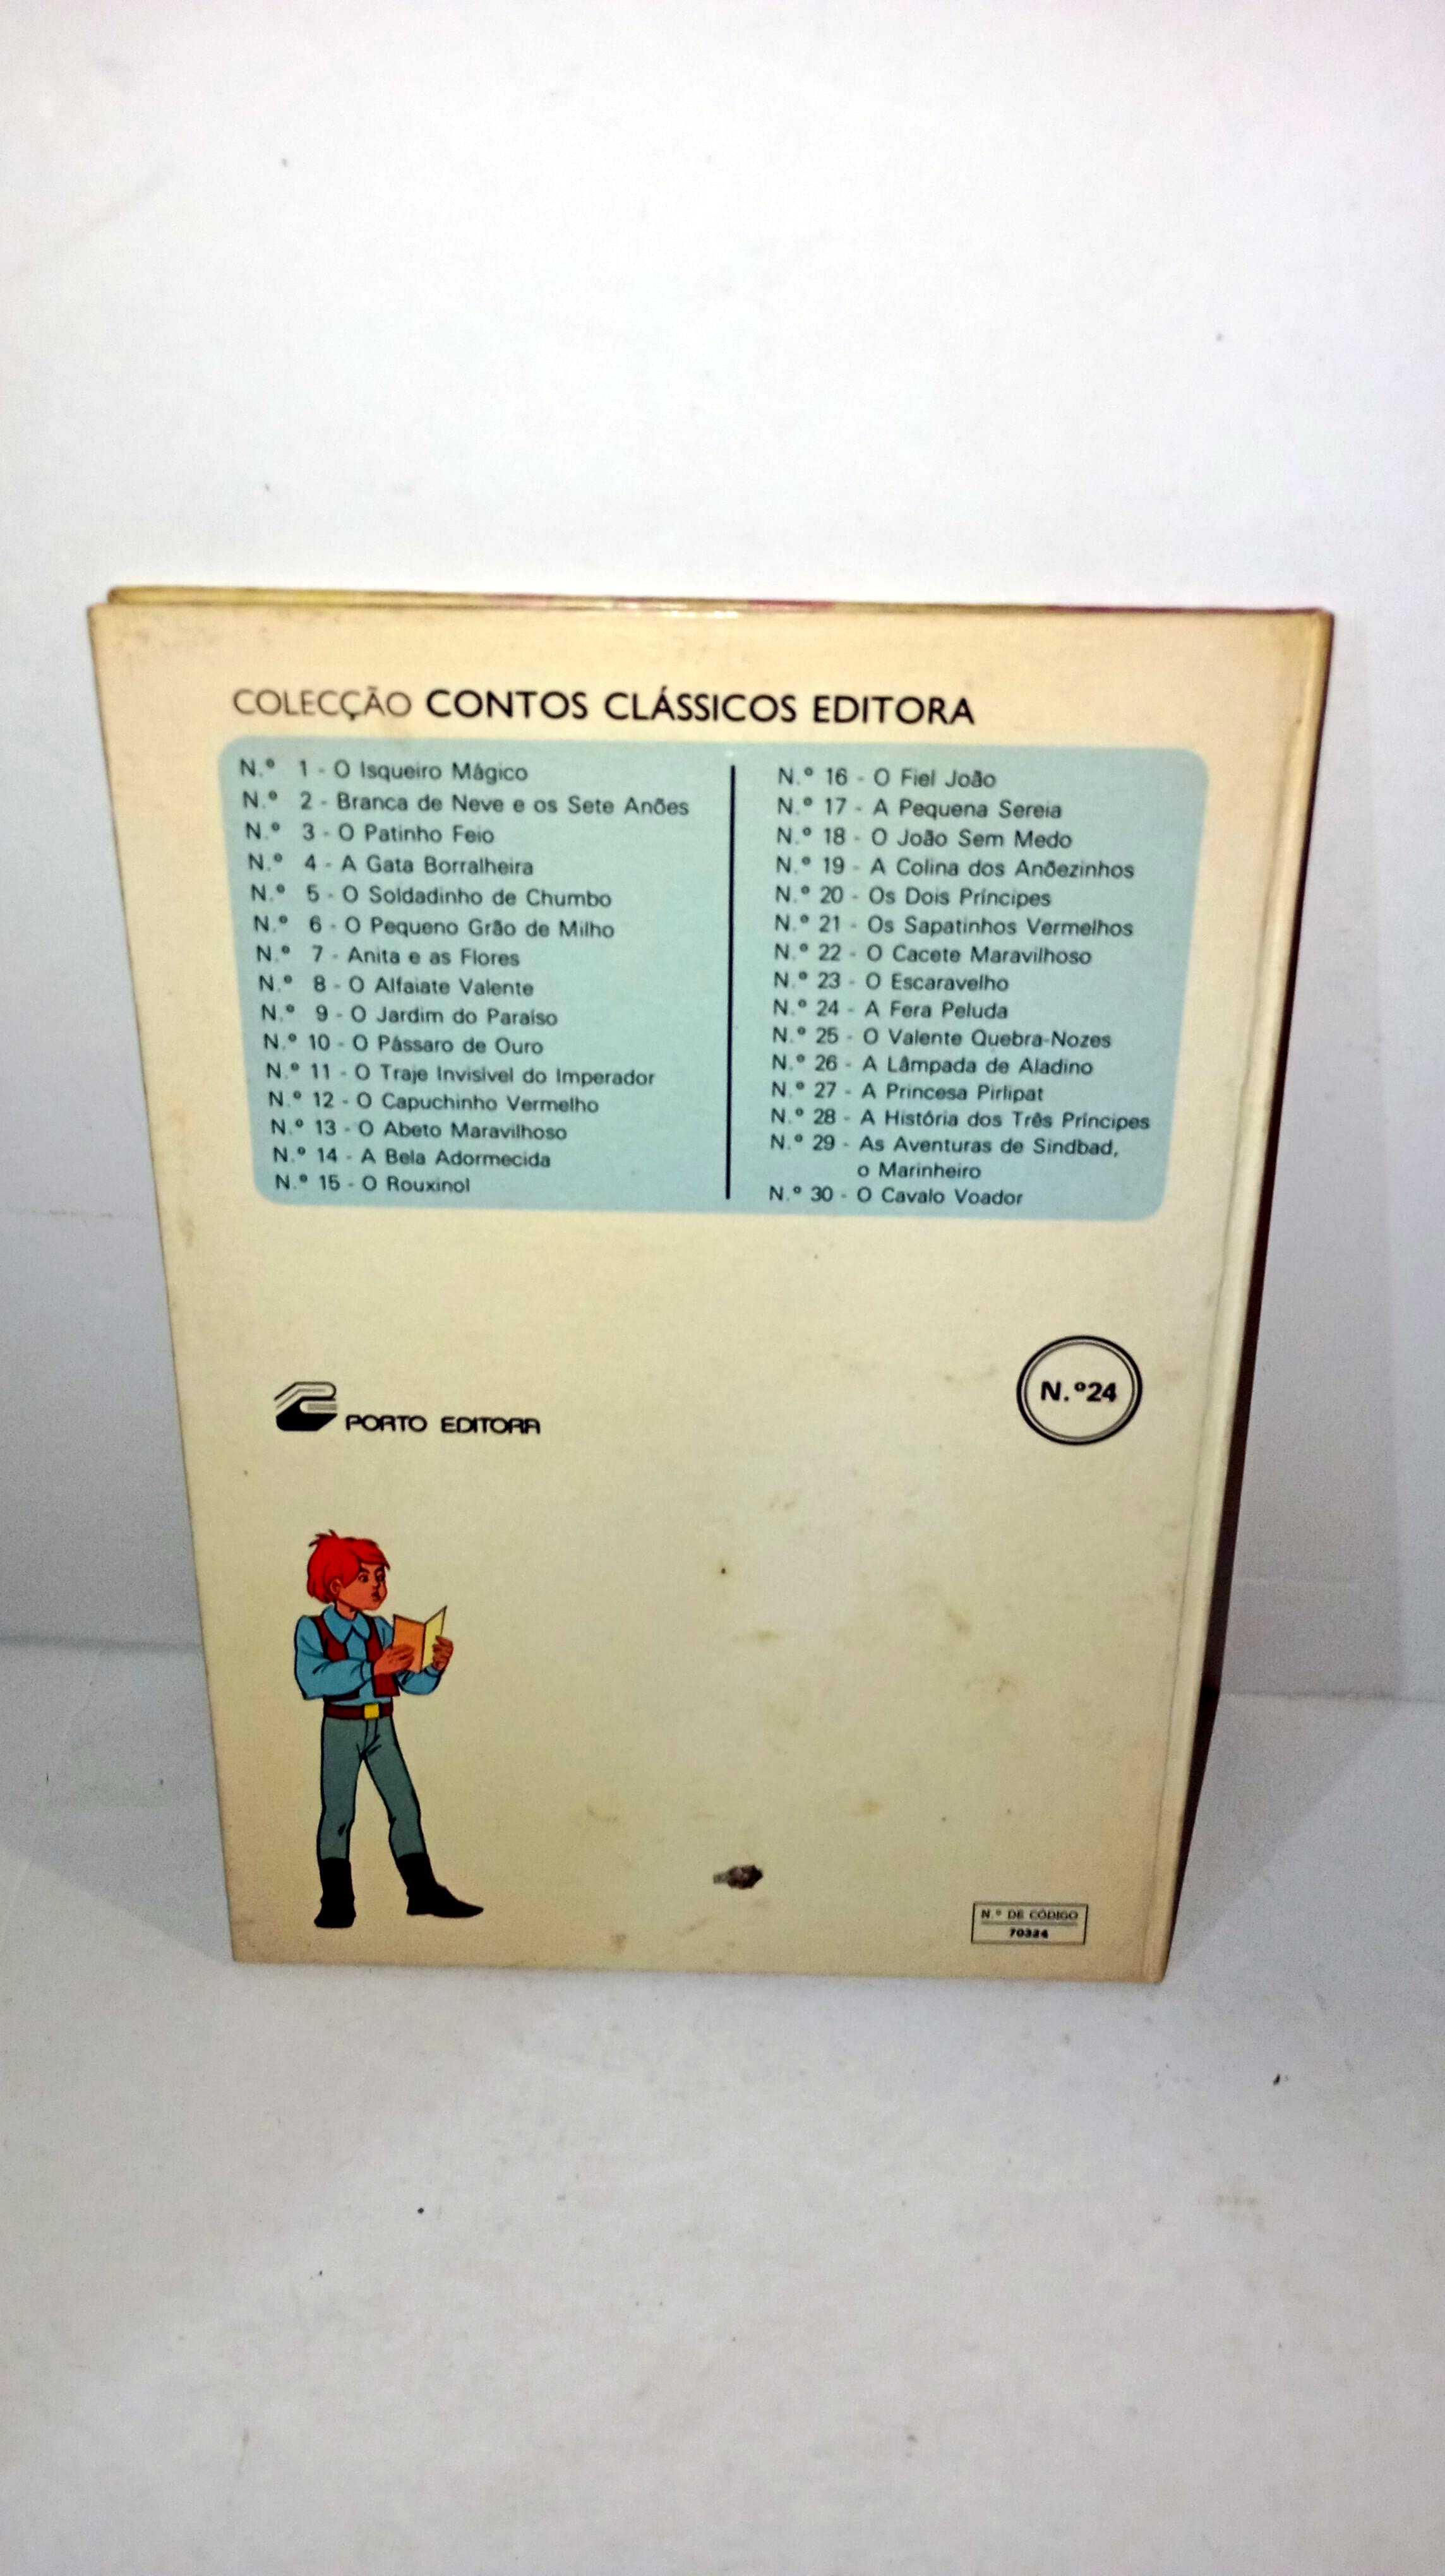 COLECÇÃO CONTOS CLÁSSICOS EDITORA
N.º 1 - O Isqueiro Mágico
N.º 2 - Branca de Neve e os Sete Anões
N.º 3 - O Patinho Feio
N.º 4 - A Gata Borralheira
N.º 5 - O Soldadinho de Chumbo
N.º 6 - O Pequeno Grão de Milho
N.º 7 - Anita e as Flores
N.º 8 - O Alfaiate Valente
N.º 9 - O Jardim do Paraíso
N.º 10 - O Pássaro de Ouro
N.º 11 - O Traje Invisível do Imperador
N.º 12 - O Capuchinho Vermelho
N.º 13 - O Abeto Maravilhoso
N.º 14 - A Bela Adormecida
N.º 15 - O Rouxinol
N.º 16 - O Fiel João
N.º 17 - A Pequena Sereia
N.º 18 - O João Sem Medo
N.º 19 - A Colina dos Anõezinhos
N.º 20 - Os Dois Príncipes
N.º 21 - Os Sapatinhos Vermelhos
N.º 22 - O Cacete Maravilhoso
N.º 23 - O Escaravelho
N.º 24 - A Fera Peluda
N.º 25 - O Valente Quebra-Nozes
N.º 26 - A Lâmpada de Aladino
N.º 27 - A Princesa Pirlipat
N.º 28 - A História dos Três Príncipes
N.º 29 - As Aventuras de Sindbad,
o Marinheiro
N.º 30 - O Cavalo Voador
PORTO EDITORA
N.º24
N.º DE CÓDIGO
70324